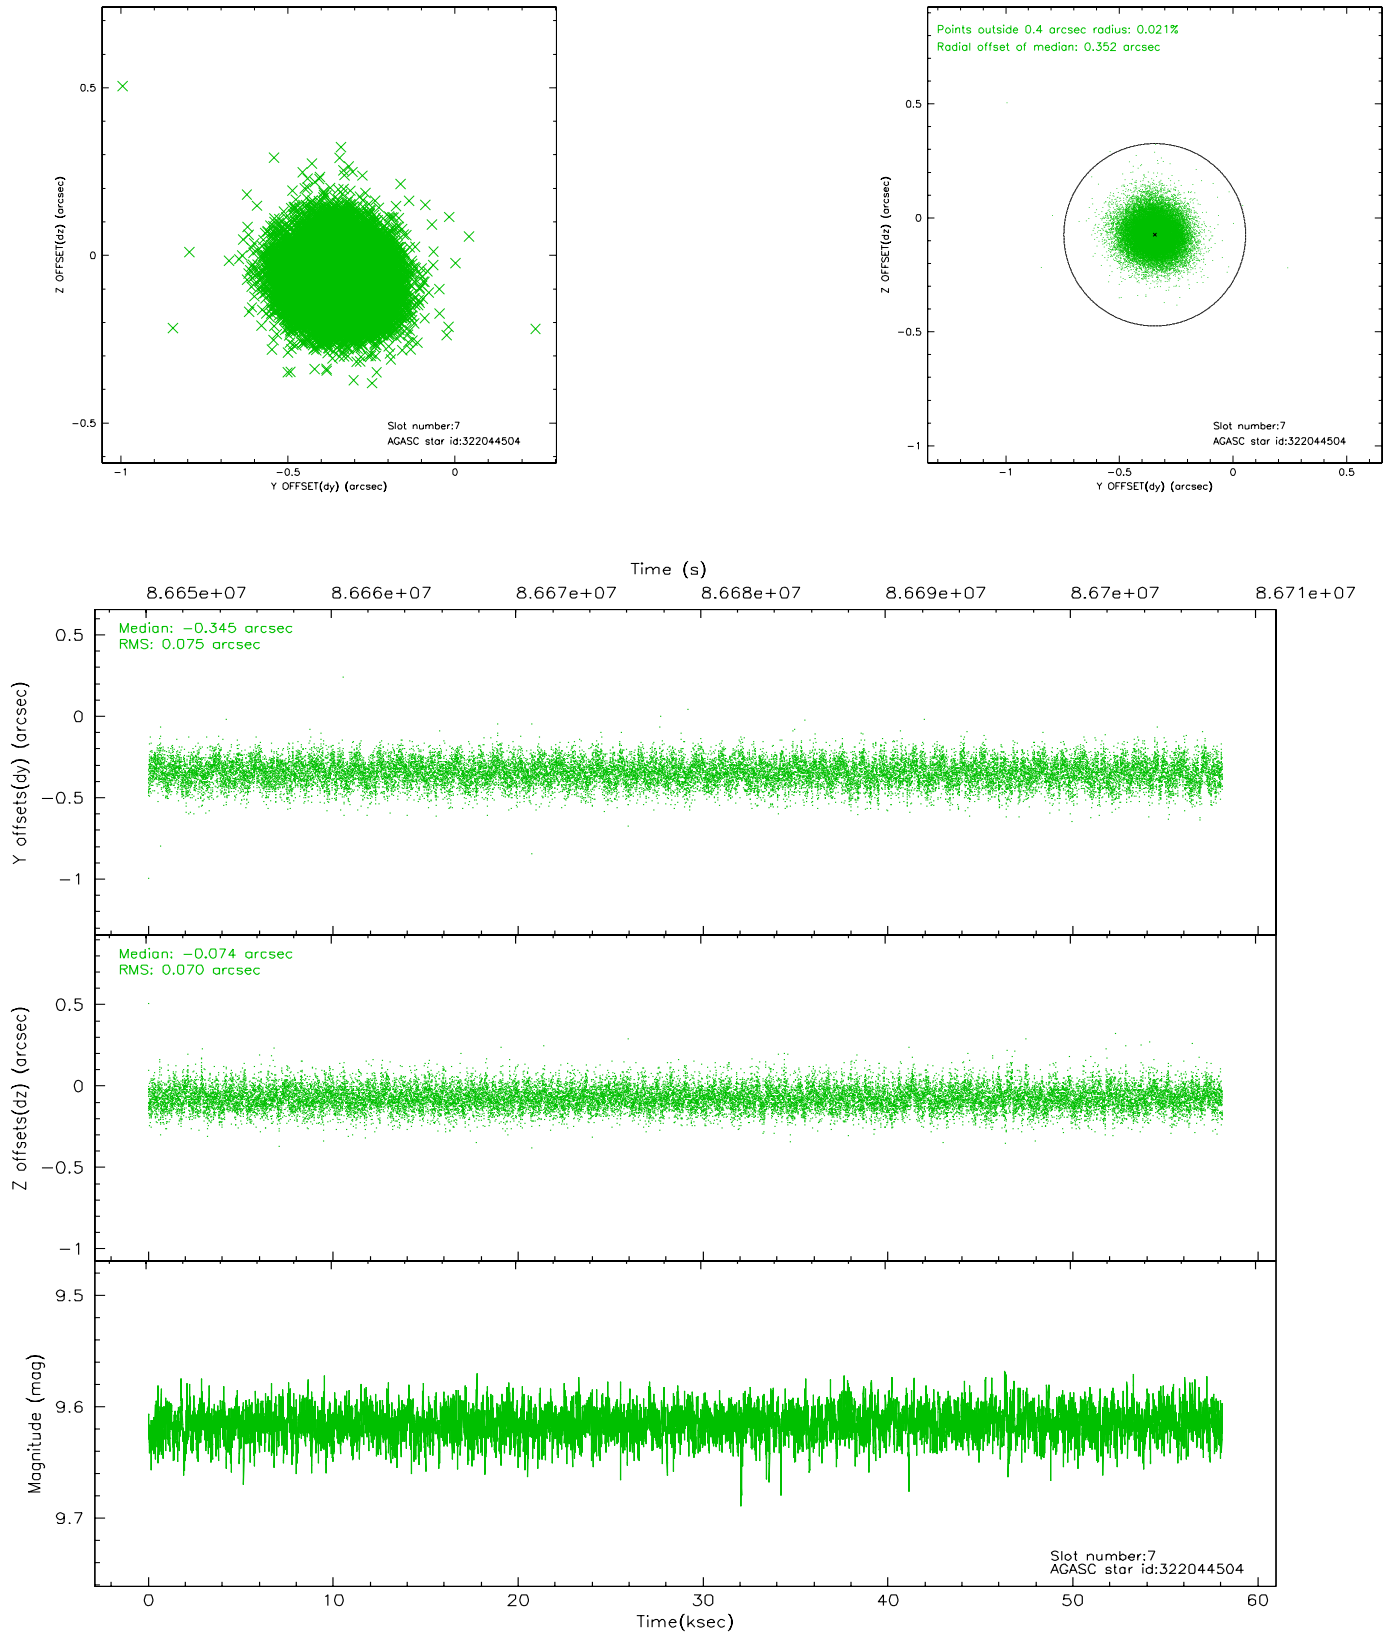 0.5
0
-0.5
Z OFFSET(dz) (arcsec)
Slot number:7
AGASC star id:322044504
-1
-0.5
0
Y OFFSET(dy) (arcsec)
Points outside 0.4 arcsec radius: 0.021%
Radial offset of median: 0.352 arcsec
0.5
0
-0.5
-1
Z OFFSET(dz) (arcsec)
Slot number:7
AGASC star id:322044504
-1
-0.5
0
0.5
Y OFFSET(dy) (arcsec)
Time (s)
8.665e+07 8.666e+07 8.667e+07 8.668e+07 8.669e+07 8.67e+07 8.671e+07
Median: -0.345 arcsec
RMS: 0.075 arcsec
0.5
0
-0.5
-1
Y offsets(dy) (arcsec)
Median: -0.074 arcsec
RMS: 0.070 arcsec
0.5
0
-0.5
-1
Z offsets(dz) (arcsec)
9.5
9.6
9.7
Magnitude (mag)
Slot number:7
AGASC star id:322044504
0 10 20 30 40 50 60
Time(ksec)